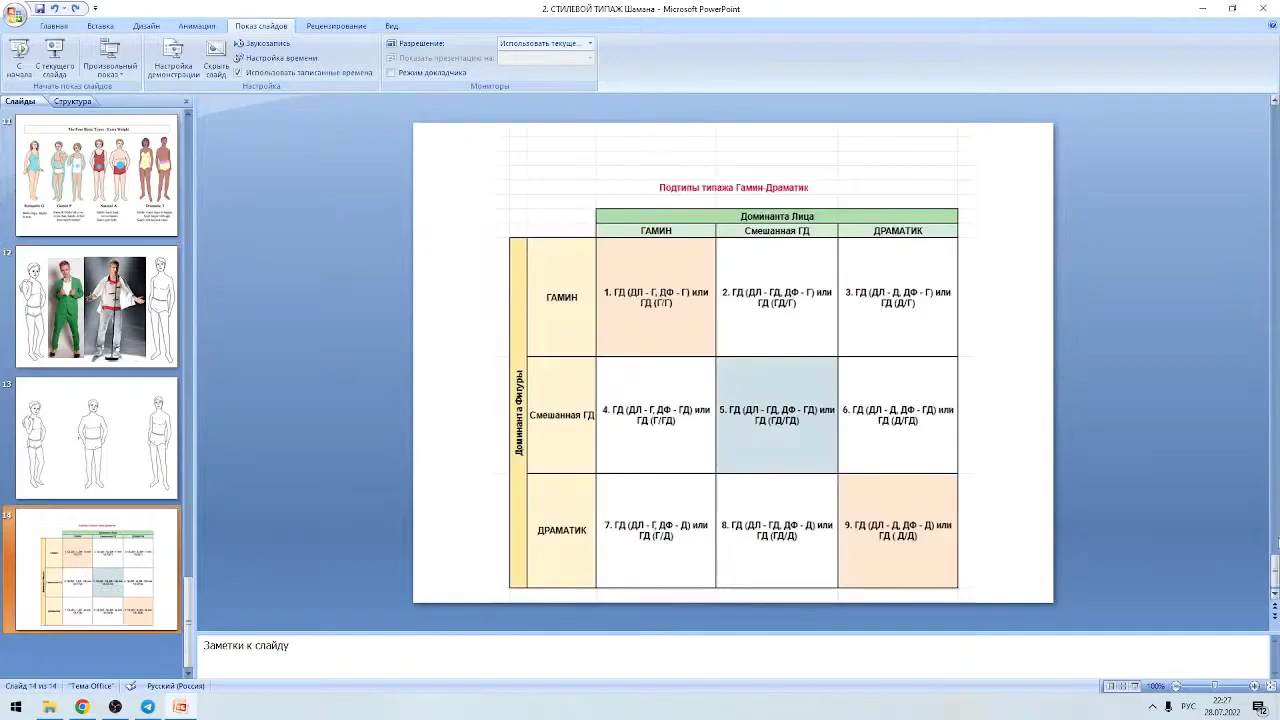 2. СТИЛЕВОЙ ТИПАЖ Шамана - Microsoft PowerPoint
Главная Вставка Дизайн Анимация Показ слайдов Рецензирование Вид
С начала
С текущего слайда
Произвольный показ
Начать показ слайдов
Настройка демонстрации
Скрыть слайд
Звукозапись
Настройка времени
Использовать записанные времена
Настройка
Разрешение: Использовать текуще...
Показать презентацию на:
Режим докладчика
Мониторы
Слайды Структура
11
The Four Basic Types - Extra Weight
12
13
14
Подтипы типажа Гамин-Драматик
Доминанта Лица
ГАМИН Смешанная ГД ДРАМАТИК
Доминанта Фигуры
ГАМИН
1. ГД (ДЛ - Г, ДФ - Г) или
ГД (Г/Г)
2. ГД (ДЛ - ГД, ДФ - Г) или
ГД (ГД/Г)
3. ГД (ДЛ - Д, ДФ - Г) или
ГД (Д/Г)
Смешанная ГД
4. ГД (ДЛ - Г, ДФ - ГД) или
ГД (Г/ГД)
5. ГД (ДЛ - ГД, ДФ - ГД) или
ГД (ГД/ГД)
6. ГД (ДЛ - Д, ДФ - ГД) или
ГД (Д/ГД)
ДРАМАТИК
7. ГД (ДЛ - Г, ДФ - Д) или
ГД (Г/Д)
8. ГД (ДЛ - ГД, ДФ - Д) или
ГД (ГД/Д)
9. ГД (ДЛ - Д, ДФ - Д) или
ГД ( Д/Д)
Заметки к слайду
Слайд 14 из 14 "Тема Office" Русский (Россия) 100%
РУС 22:27
28.07.2022